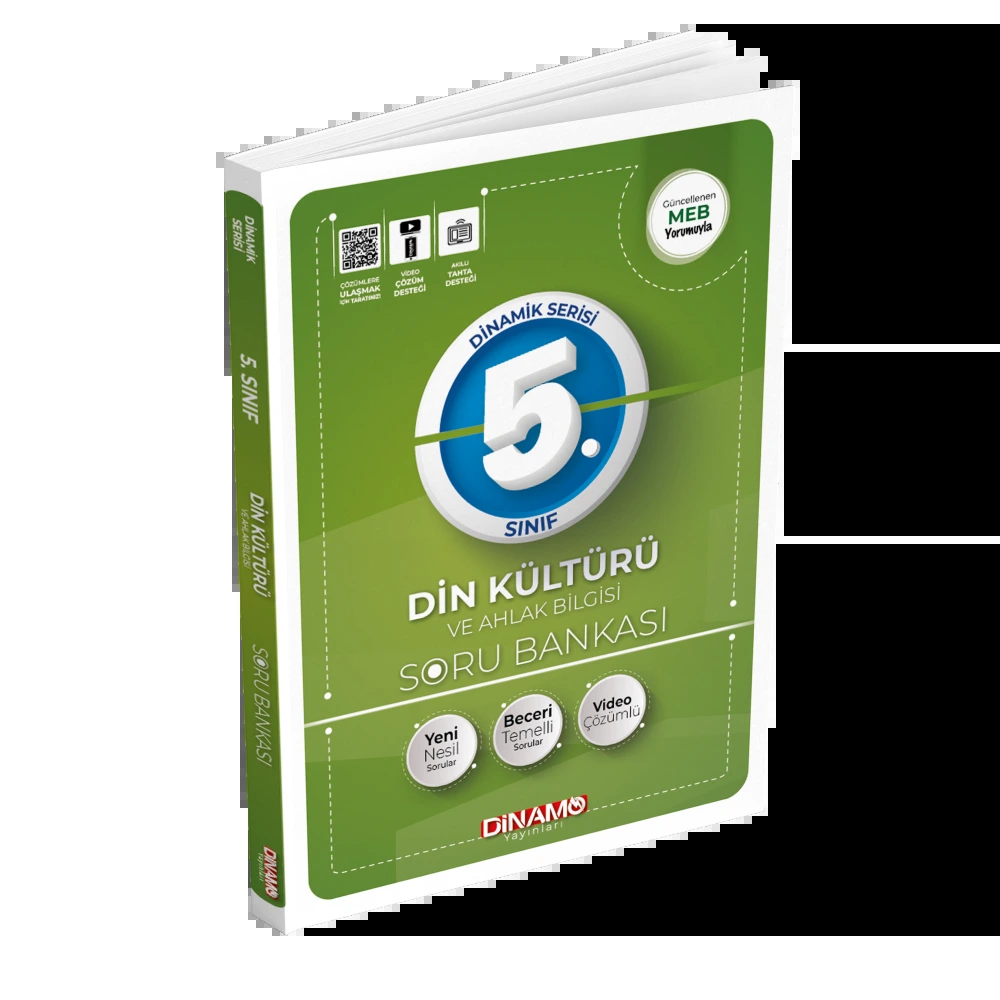 DİNAMİK
SERİSİ
5. SINIF
DİN KÜLTÜRÜ
VE AHLAK BİLGİSİ
SORU BANKASI
DİNAMO
Yayınları
ÇÖZÜMLERE
ULAŞMAK
İÇİN TARATINIZ!
VİDEO
ÇÖZÜM
DESTEĞİ
AKILLI
TAHTA
DESTEĞİ
Güncellenen
MEB
Yorumuyla
DİNAMİK SERİSİ
5.
SINIF
DİN KÜLTÜRÜ
VE AHLAK BİLGİSİ
SORU BANKASI
Yeni
Nesil
Sorular
Beceri
Temelli
Sorular
Video
Çözümlü
DİNAMO
Yayınları